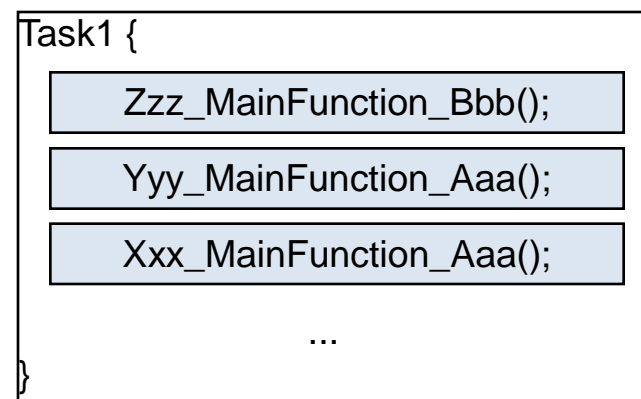 Task1 {
Zzz_MainFunction_Bbb();
Yyy_MainFunction_Aaa();
Xxx_MainFunction_Aaa();
...
}